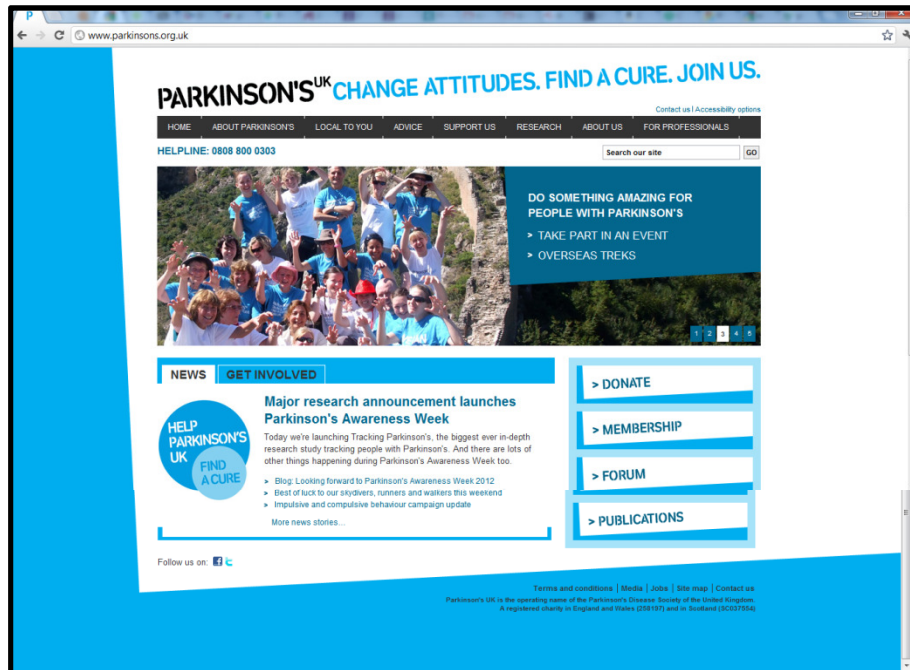 P
www.parkinsons.org.uk
PARKINSON'S UK CHANGE ATTITUDES. FIND A CURE. JOIN US.
Contact us | Accessibility options
HOME ABOUT PARKINSON'S LOCAL TO YOU ADVICE SUPPORT US RESEARCH ABOUT US FOR PROFESSIONALS
HELPLINE: 0808 800 0303
Search our site GO
DO SOMETHING AMAZING FOR
PEOPLE WITH PARKINSON'S
> TAKE PART IN AN EVENT
> OVERSEAS TREKS
1 2 3 4 5
NEWS GET INVOLVED
Major research announcement launches
Parkinson's Awareness Week
Today we're launching Tracking Parkinson's, the biggest ever in-depth
research study tracking people with Parkinson's. And there are lots of
other things happening during Parkinson's Awareness Week too.
» Blog: Looking forward to Parkinson's Awareness Week 2012
» Best of luck to our skydivers, runners and walkers this weekend
» Impulsive and compulsive behaviour campaign update
More news stories...
HELP
PARKINSON'S
UK
FIND
A CURE
> DONATE
> MEMBERSHIP
> FORUM
> PUBLICATIONS
Follow us on:
Terms and conditions | Media | Jobs | Site map | Contact us
Parkinson's UK is the operating name of the Parkinson's Disease Society of the United Kingdom.
A registered charity in England and Wales (258197) and in Scotland (SC037554)